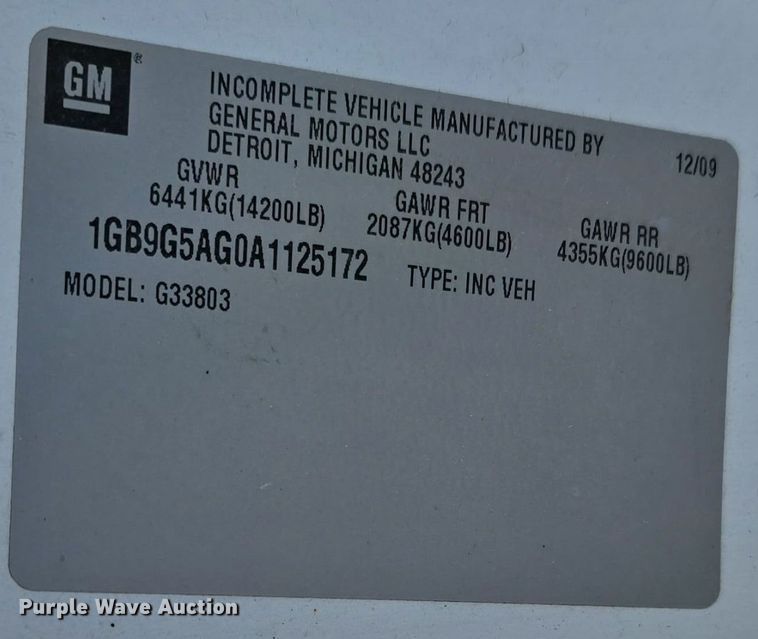 GM®
INCOMPLETE VEHICLE MANUFACTURED BY
GENERAL MOTORS LLC
DETROIT, MICHIGAN 48243
12/09
GVWR
6441KG(14200LB)
GAWR FRT
2087KG(4600LB)
GAWR RR
4355KG(9600LB)
1GB9G5AG0A1125172
TYPE: INC VEH
MODEL: G33803
Purple Wave Auction